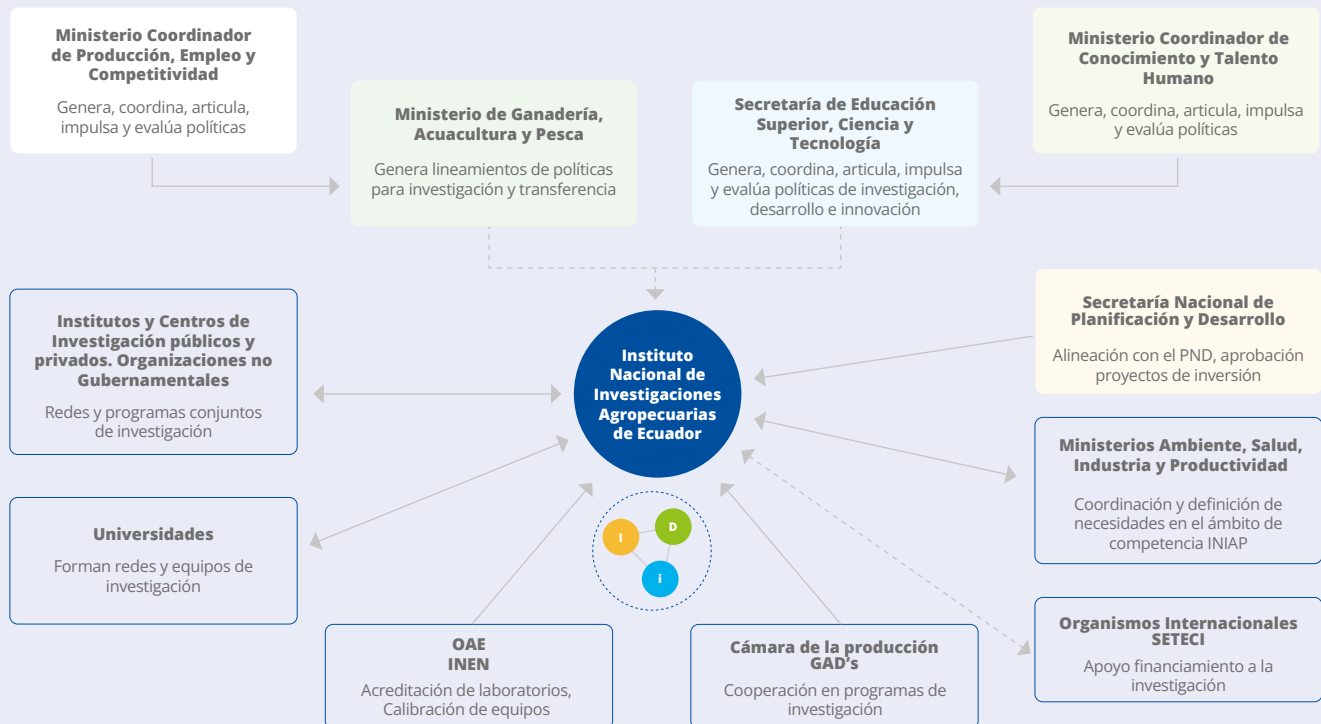 Ministerio Coordinador
de Producción, Empleo y
Competitividad
Genera, coordina, articula,
impulsa y evalúa políticas
Ministerio de Ganadería,
Acuacultura y Pesca
Genera lineamientos de políticas
para investigación y transferencia
Secretaría de Educación
Superior, Ciencia y
Tecnología
Genera, coordina, articula, impulsa
y evalúa políticas de investigación,
desarrollo e innovación
Ministerio Coordinador de
Conocimiento y Talento
Humano
Genera, coordina, articula, impulsa
y evalúa políticas
Institutos y Centros de
Investigación públicos y
privados. Organizaciones no
Gubernamentales
Redes y programas conjuntos
de investigación
Instituto
Nacional de
Investigaciones
Agropecuarias
de Ecuador
Secretaría Nacional de
Planificación y Desarrollo
Alineación con el PND, aprobación
proyectos de inversión
Ministerios Ambiente, Salud,
Industria y Productividad
Coordinación y definición de
necesidades en el ámbito de
competencia INIAP
Universidades
Forman redes y equipos de
investigación
I
D
i
OAE
INEN
Acreditación de laboratorios,
Calibración de equipos
Cámara de la producción
GAD's
Cooperación en programas de
investigación
Organismos Internacionales
SETECI
Apoyo financiamiento a la
investigación